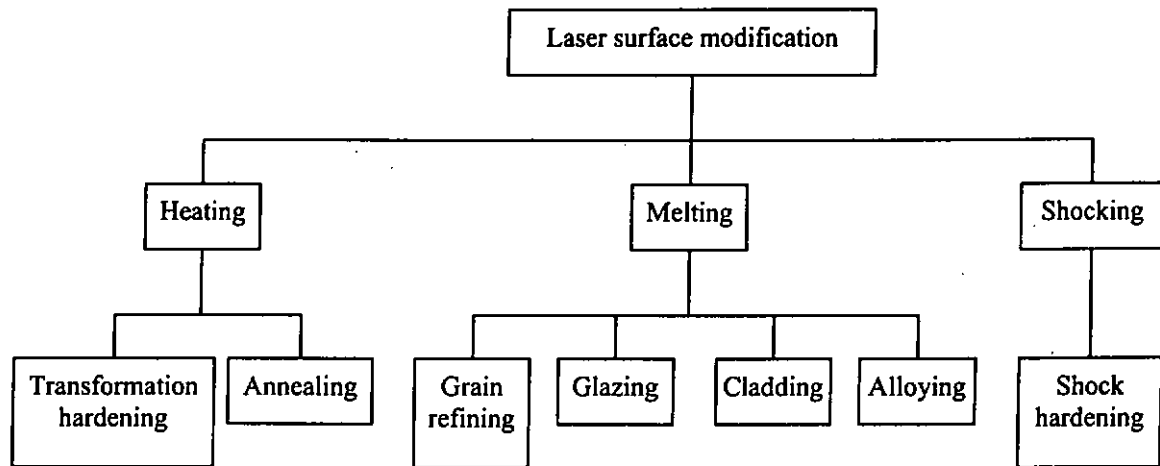 Laser surface modification
Heating
Melting
Shocking
Transformation
hardening
Annealing
Grain
refining
Glazing
Cladding
Alloying
Shock
hardening